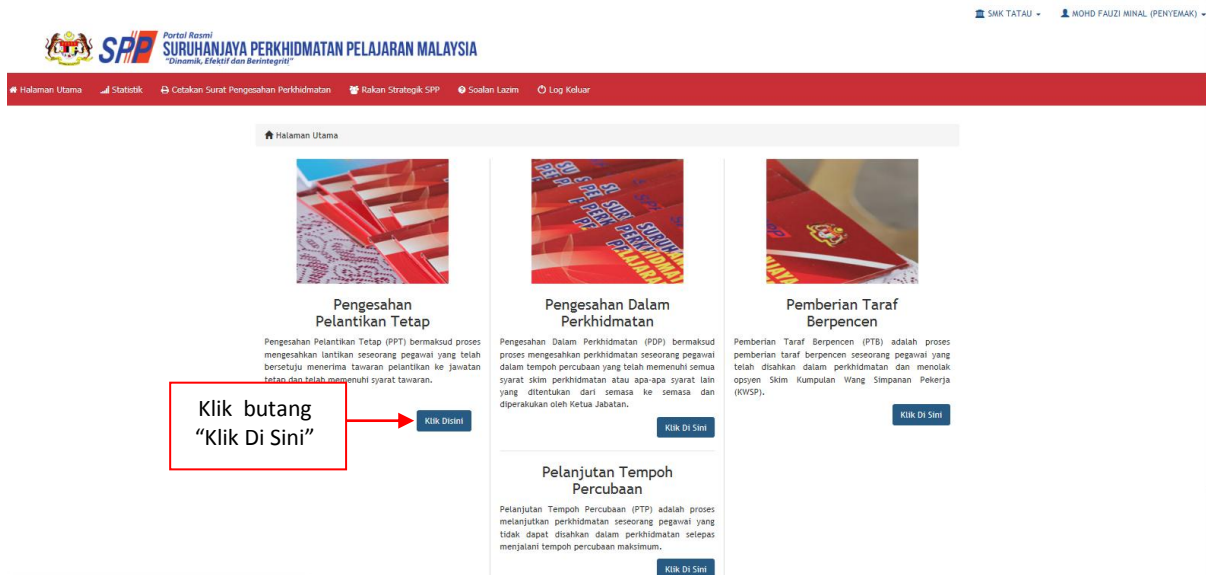 SMK TATAU
MOHD FAUZI MINAL (PENYEMAK)
SPP
Portal Rasmi
SURUHANJAYA PERKHIDMATAN PELAJARAN MALAYSIA
"Dinamik, Efektif dan Berintegriti"
Halaman Utama Statistik Cetakan Surat Pengesahan Perkhidmatan Rakan Strategik SPP Soalan Lazim Log Keluar
Halaman Utama
Pengesahan
Pelantikan Tetap
Pengesahan Pelantikan Tetap (PPT) bermaksud proses
mengesahkan lantikan seseorang pegawai yang telah
bersetuju menerima tawaran pelantikan ke jawatan
tetap dan telah memenuhi syarat tawaran.
Klik Disini
Klik butang
“Klik Di Sini”
Pengesahan Dalam
Perkhidmatan
Pengesahan Dalam Perkhidmatan (PDP) bermaksud
proses mengesahkan perkhidmatan seseorang pegawai
dalam tempoh percubaan yang telah memenuhi semua
syarat skim perkhidmatan atau apa-apa syarat lain
yang ditentukan dari semasa ke semasa dan
diperakukan oleh Ketua Jabatan.
Klik Di Sini
Pelanjutan Tempoh
Percubaan
Pelanjutan Tempoh Percubaan (PTP) adalah proses
melanjutkan perkhidmatan seseorang pegawai yang
tidak dapat disahkan dalam perkhidmatan selepas
menjalani tempoh percubaan maksimum.
Klik Di Sini
Pemberian Taraf
Berpencen
Pemberian Taraf Berpencen (PTB) adalah proses
pemberian taraf berpencen seseorang pegawai yang
telah disahkan dalam perkhidmatan dan menolak
opsyen Skim Kumpulan Wang Simpanan Pekerja
(KWSP).
Klik Di Sini